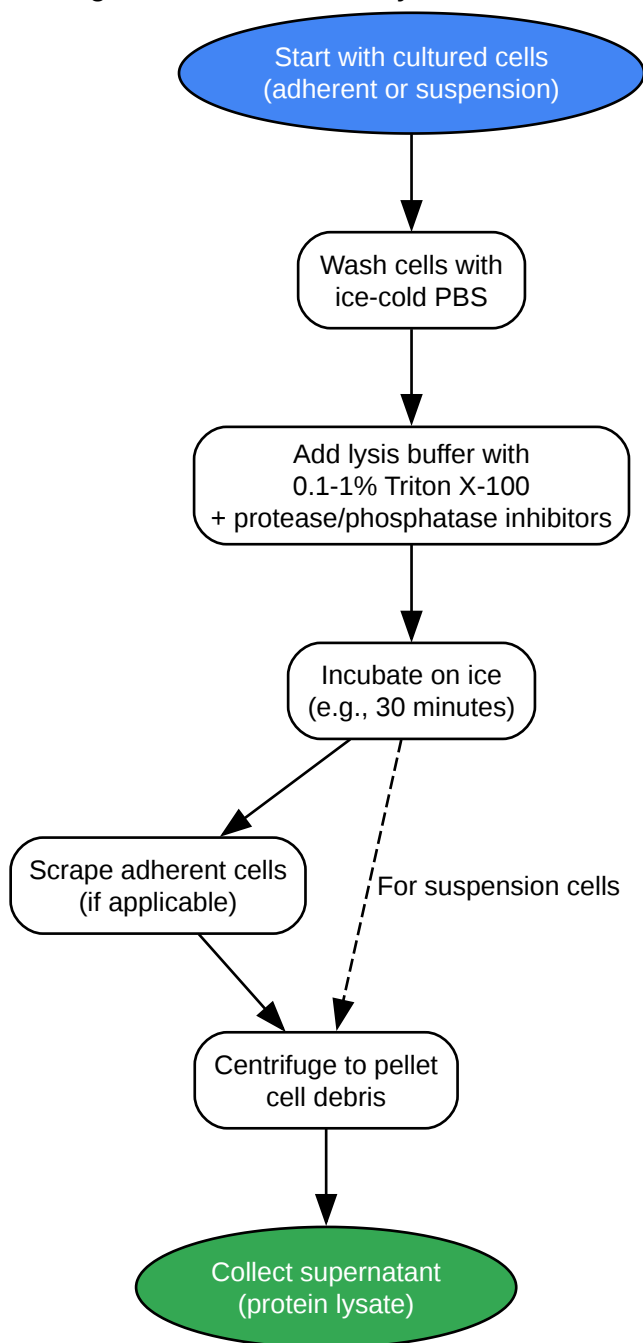 Start with cultured cells
(adherent or suspension)
Wash cells with
ice-cold PBS
Add lysis buffer with
0.1-1% Triton X-100
+ protease/phosphatase inhibitors
Incubate on ice
(e.g., 30 minutes)
Scrape adherent cells
(if applicable)
For suspension cells
Centrifuge to pellet
cell debris
Collect supernatant
(protein lysate)